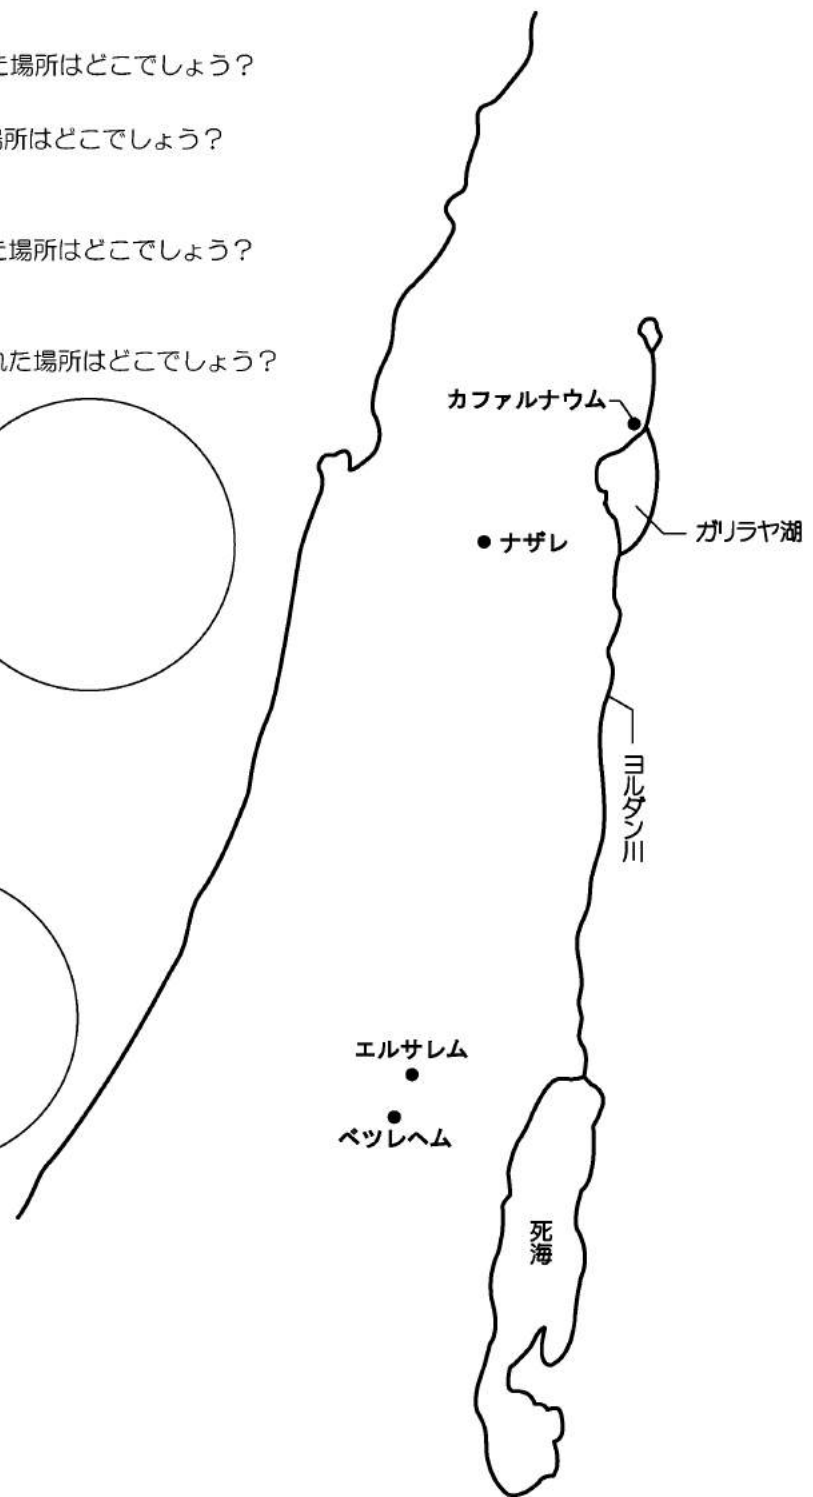 た場所はどこでしょう？
場所はどこでしょう？
た場所はどこでしょう？
れた場所はどこでしょう？
カファルナウム
ガリラヤ湖
ナザレ
ヨルダン川
エルサレム
ベツレヘム
死海